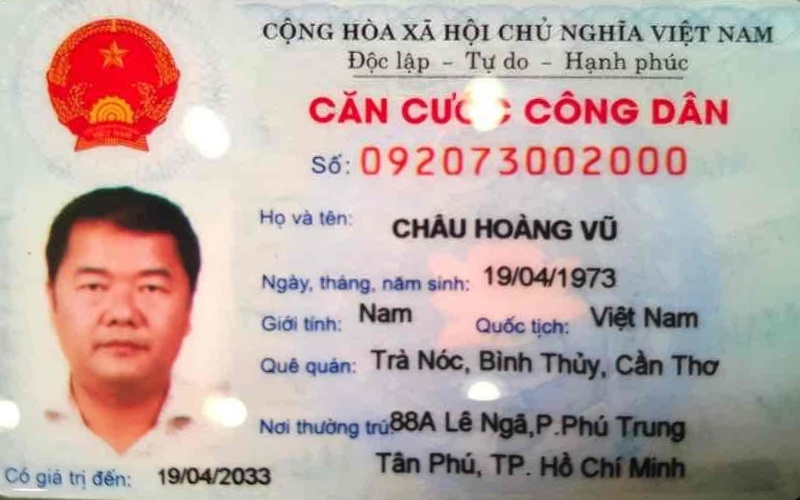 CỘNG HÒA XÃ HỘI CHỦ NGHĨA VIỆT NAM
Độc lập - Tự do - Hạnh phúc
CĂN CƯỚC CÔNG DÂN
Số: 092073002000
Họ và tên: CHÂU HOÀNG VŨ
Ngày, tháng, năm sinh: 19/04/1973
Giới tính: Nam Quốc tịch: Việt Nam
Quê quán: Trà Nóc, Bình Thủy, Cần Thơ
Nơi thường trú: 88A Lê Ngã,P.Phú Trung
Tân Phú, TP. Hồ Chí Minh
Có giá trị đến: 19/04/2033